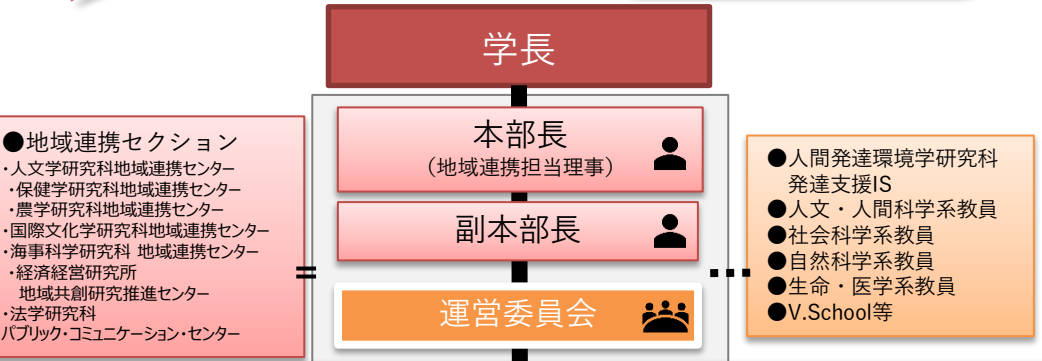 学長
本部長
（地域連携担当理事）
副本部長
運営委員会
●地域連携セクション
・人文学研究科地域連携センター
・保健学研究科地域連携センター
・農学研究科地域連携センター
・国際文化学研究科地域連携センター
・海事科学研究科 地域連携センター
・経済経営研究所
地域共創研究推進センター
・法学研究科
パブリック・コミュニケーション・センター
=
…
●人間発達環境学研究科
発達支援IS
●人文・人間科学系教員
●社会科学系教員
●自然科学系教員
●生命・医学系教員
●V.School等